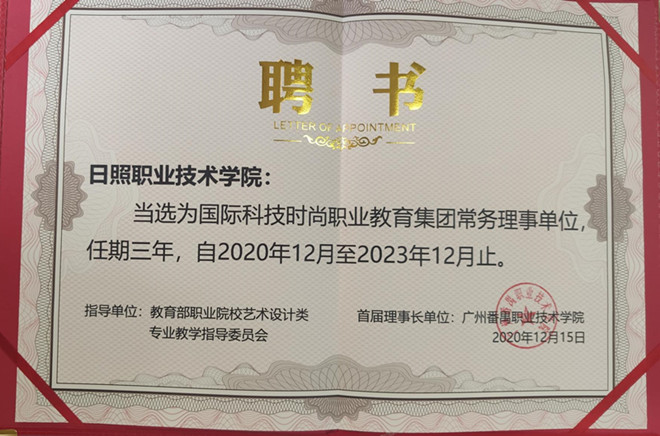 聘 书
LETTER OF APPOINTMENT
日照职业技术学院：
当选为国际科技时尚职业教育集团常务理事单位，
任期三年，自2020年12月至2023年12月止。
指导单位：教育部职业院校艺术设计类
专业教学指导委员会
首届理事长单位：广州番禺职业技术学院
2020年12月15日